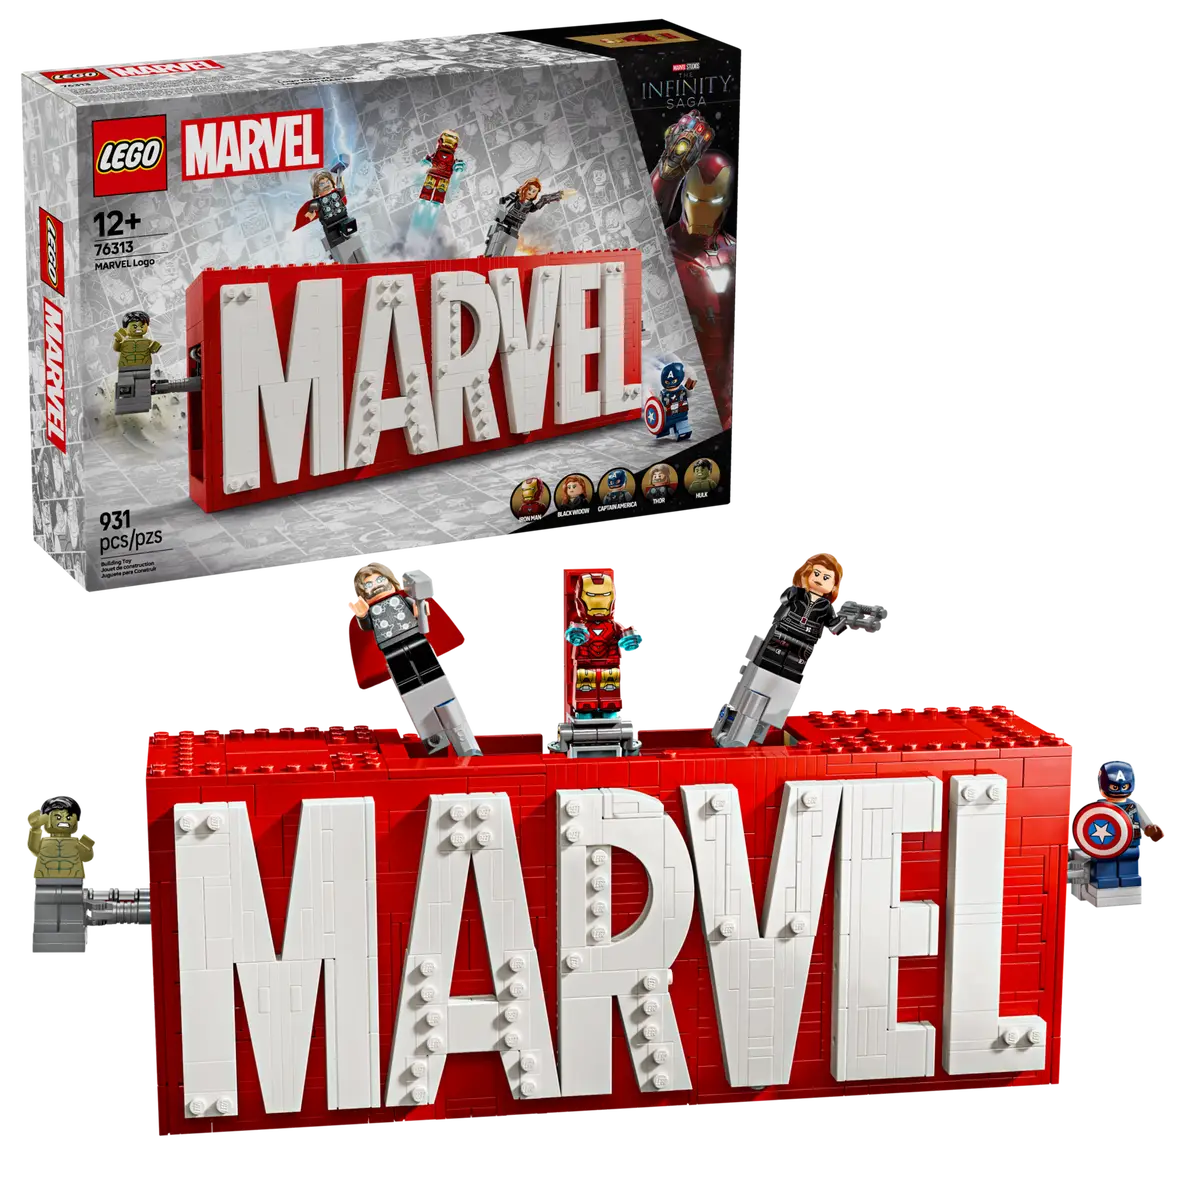 LEGO MARVEL
76313
MARVEL STUDIOS
THE
INFINITY
SAGA
LEGO
MARVEL
12+
76313
MARVEL Logo
LEGO
MARVEL
MARVEL
A
931
pcs/pzs
Building Toy
Jouet de construction
Juguete para Construir
IRON MAN
BLACK WIDOW
CAPTAIN AMERICA
THOR
HULK
MARVEL
A